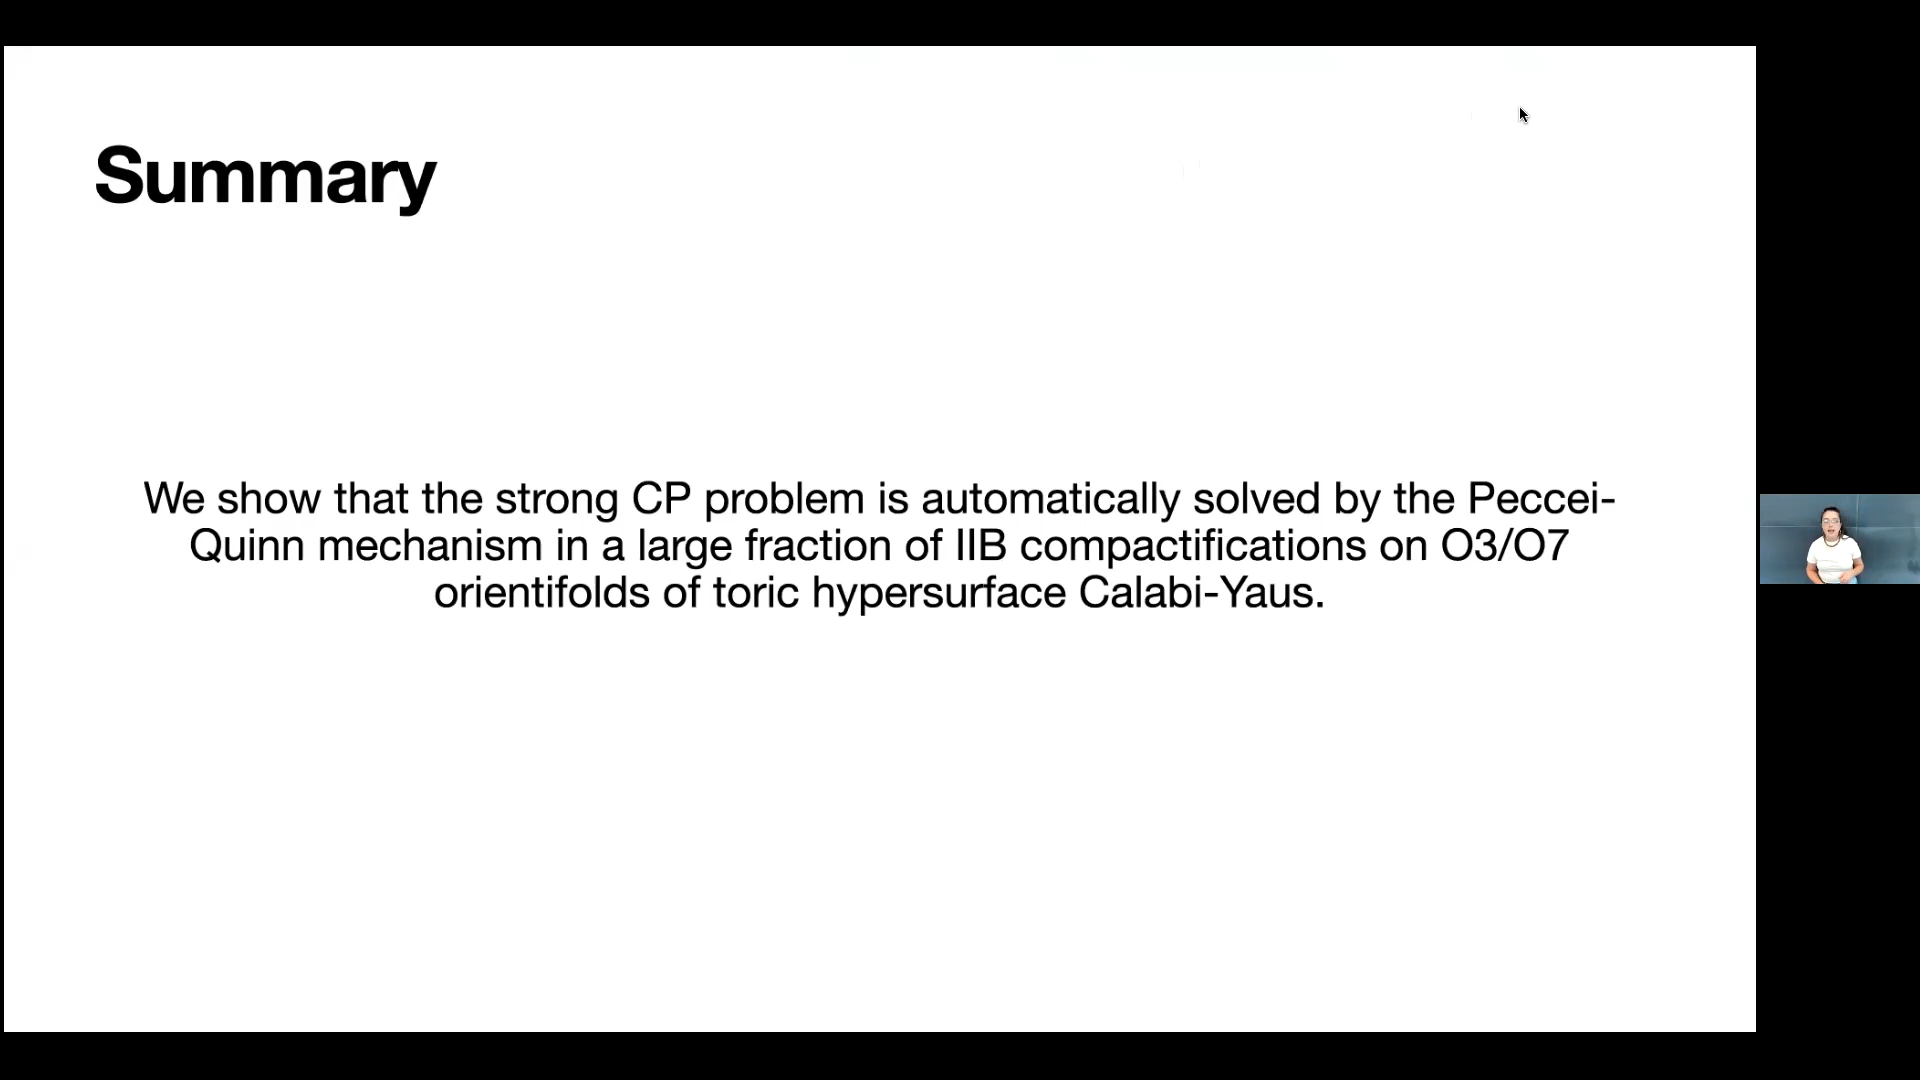 Summary
We show that the strong CP problem is automatically solved by the Peccei-
Quinn mechanism in a large fraction of IIB compactifications on O3/O7
orientifolds of toric hypersurface Calabi-Yaus.